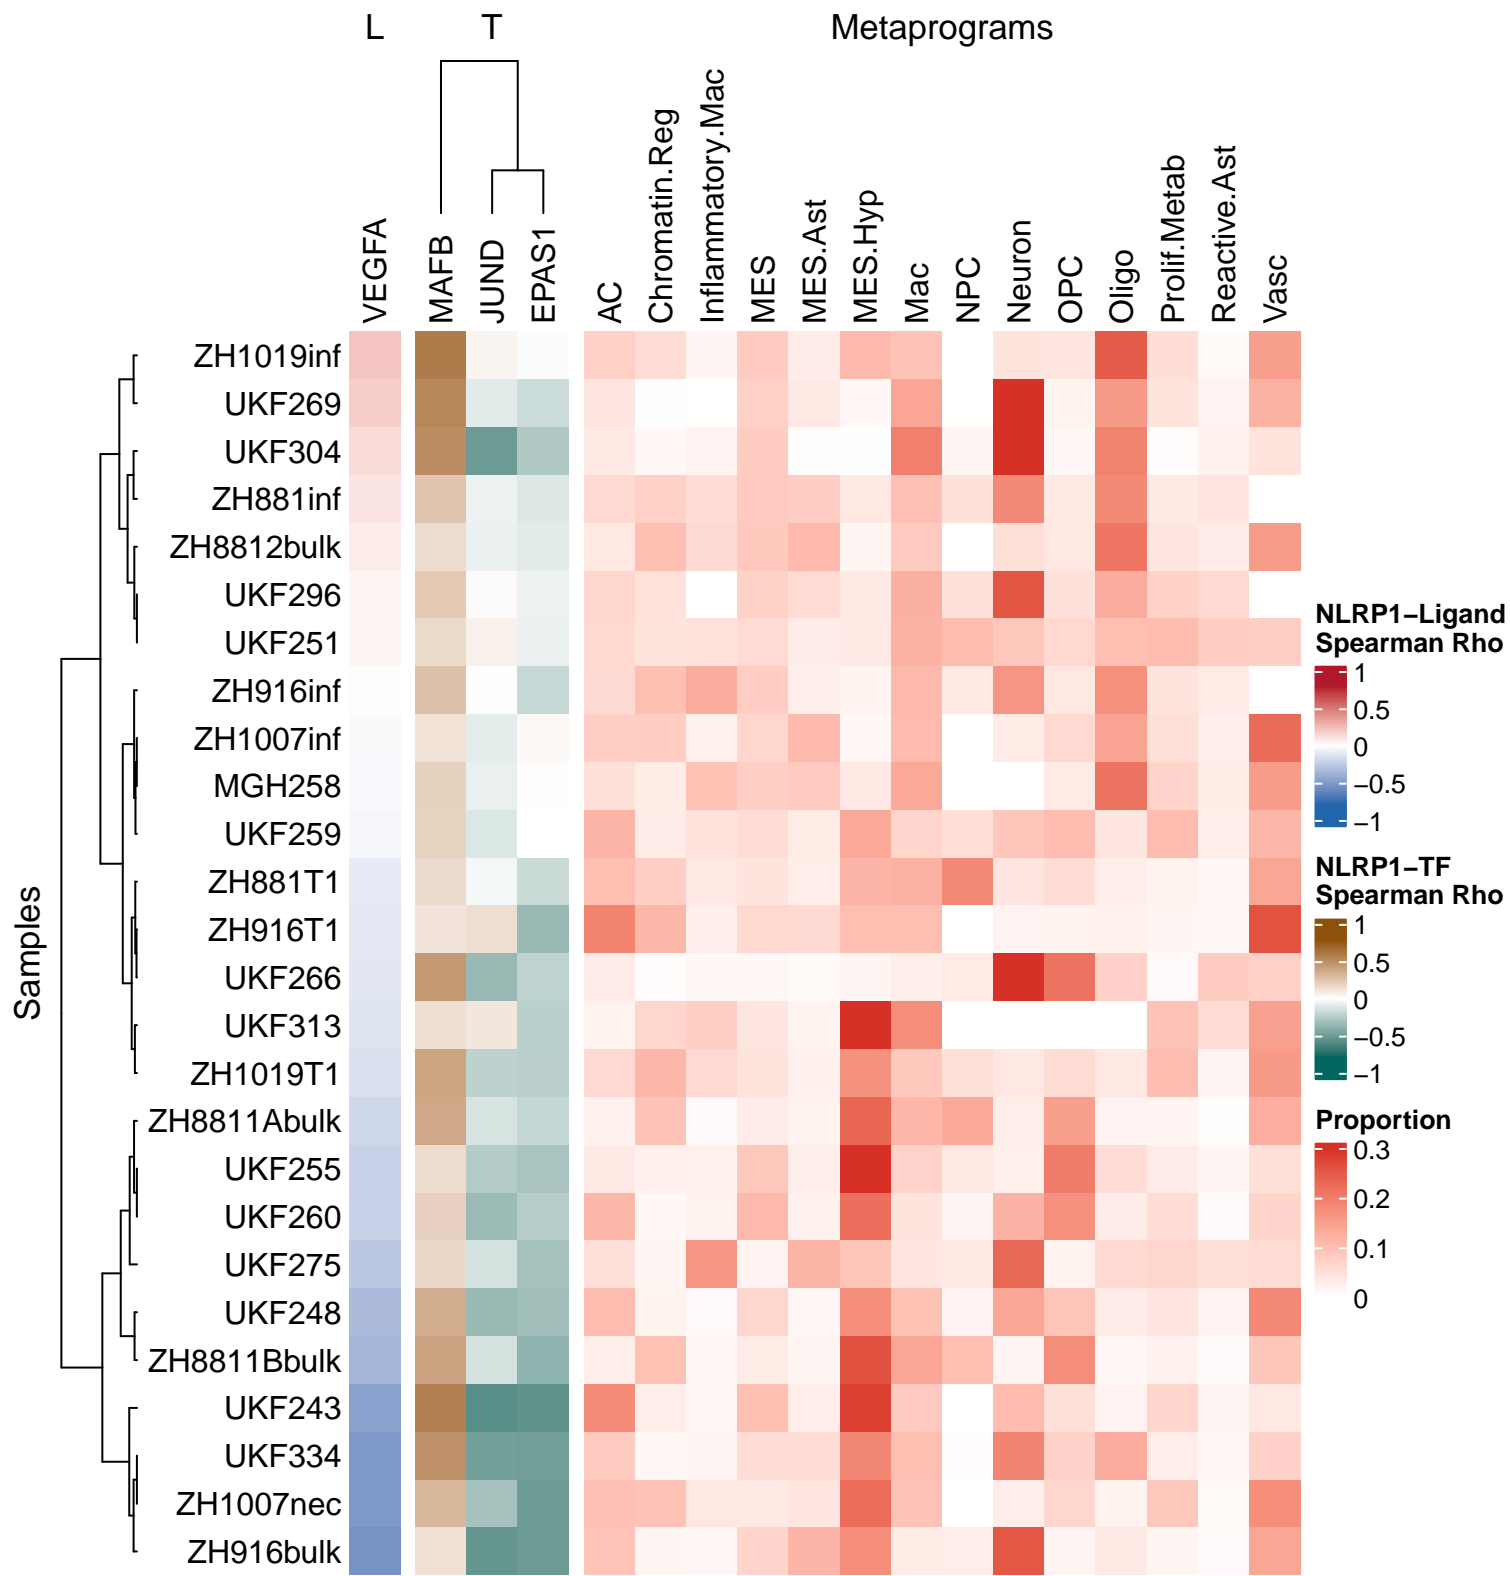 L T Metaprograms
VEGFA
MAFB
JUND
EPAS1
AC
Chromatin.Reg
Inflammatory.Mac
MES
MES.Ast
MES.Hyp
Mac
NPC
Neuron
OPC
Oligo
Prolif.Metab
Reactive.Ast
Vasc
Samples
ZH1019inf
UKF269
UKF304
ZH881inf
ZH8812bulk
UKF296
UKF251
ZH916inf
ZH1007inf
MGH258
UKF259
ZH881T1
ZH916T1
UKF266
UKF313
ZH1019T1
ZH8811Abulk
UKF255
UKF260
UKF275
UKF248
ZH8811Bbulk
UKF243
UKF334
ZH1007nec
ZH916bulk
NLRP1−Ligand
Spearman Rho
1
0.5
0
−0.5
−1
NLRP1−TF
Spearman Rho
1
0.5
0
−0.5
−1
Proportion
0.3
0.2
0.1
0